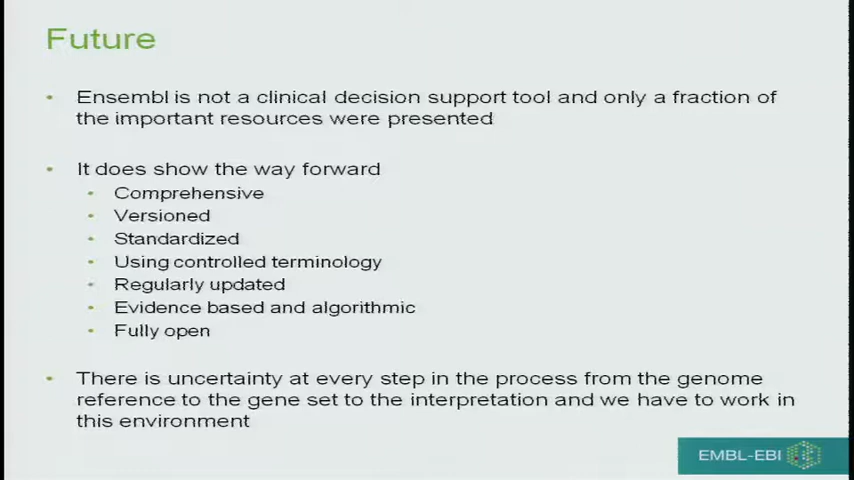 Future
• Ensembl is not a clinical decision support tool and only a fraction of
the important resources were presented
• It does show the way forward
• Comprehensive
• Versioned
• Standardized
• Using controlled terminology
• Regularly updated
• Evidence based and algorithmic
• Fully open
• There is uncertainty at every step in the process from the genome
reference to the gene set to the interpretation and we have to work in
this environment
EMBL-EBI